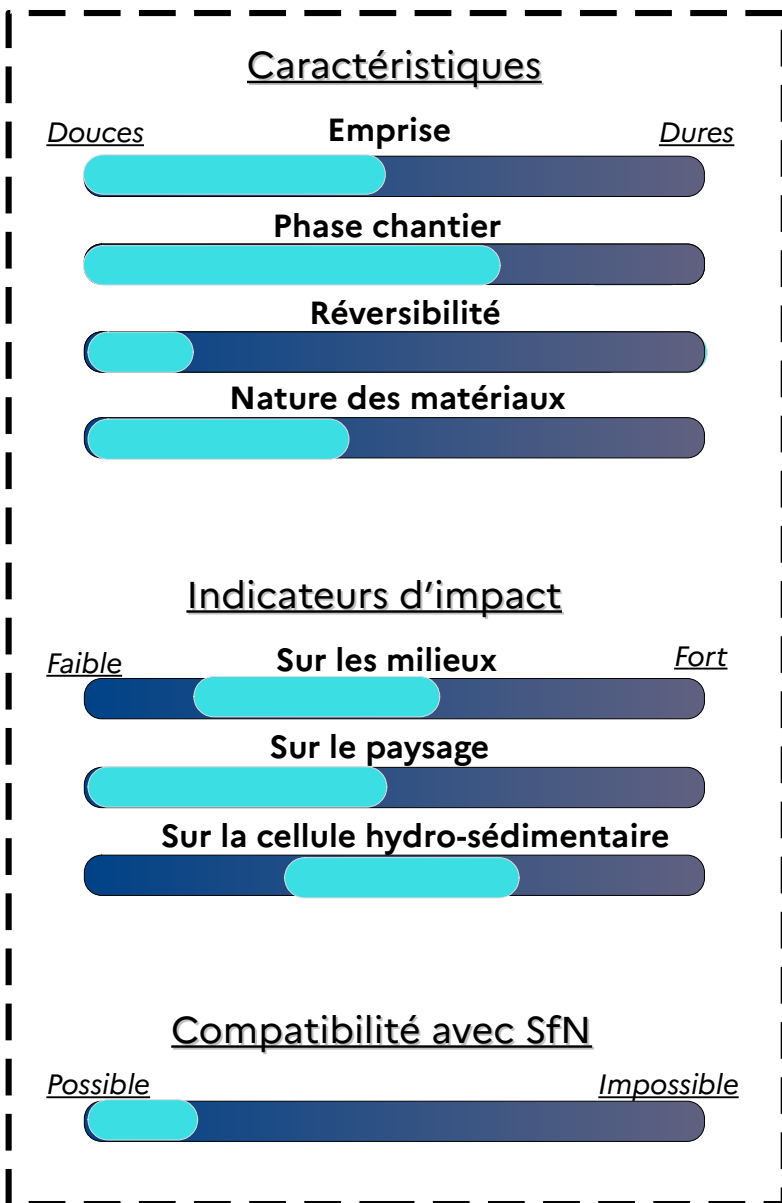 Caractéristiques
Douces
Emprise
Dures
Phase chantier
Réversibilité
Nature des matériaux
Indicateurs d’impact
Faible
Sur les milieux
Fort
Sur le paysage
Sur la cellule hydro-sédimentaire
Compatibilité avec SfN
Possible
Impossible